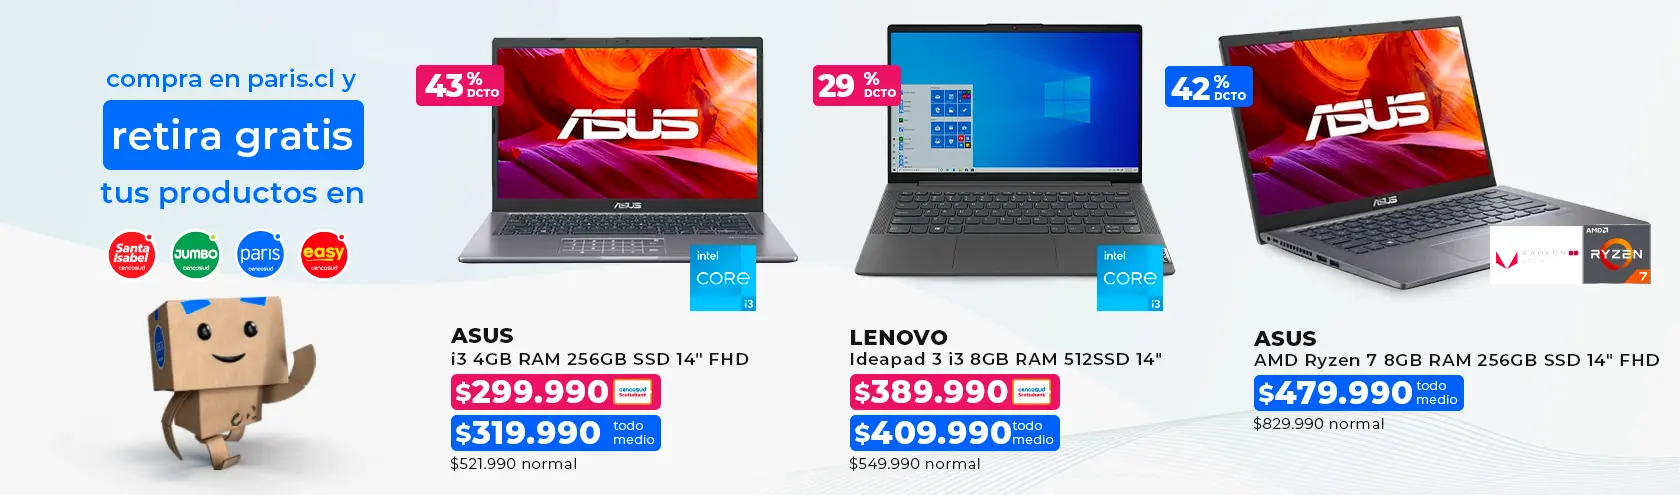 compra en paris.cl y
retira gratis
tus productos en
Santa
Isabel
cencosud
JUMBO
cencosud
paris
cencosud
easy
cencosud
43 %
DCTO
ASUS
ASUS
intel
CORE
i3
ASUS
i3 4GB RAM 256GB SSD 14" FHD
$299.990 cencosud
Scotiabank
$319.990 todo
medio
$521.990 normal
29 %
DCTO
intel
CORE
i3
LENOVO
Ideapad 3 i3 8GB RAM 512SSD 14"
$389.990 cencosud
Scotiabank
$409.990 todo
medio
$549.990 normal
42 %
DCTO
ASUS
ASUS
RADEON
AMD
RYZEN
7
ASUS
AMD Ryzen 7 8GB RAM 256GB SSD 14" FHD
$479.990 todo
medio
$829.990 normal